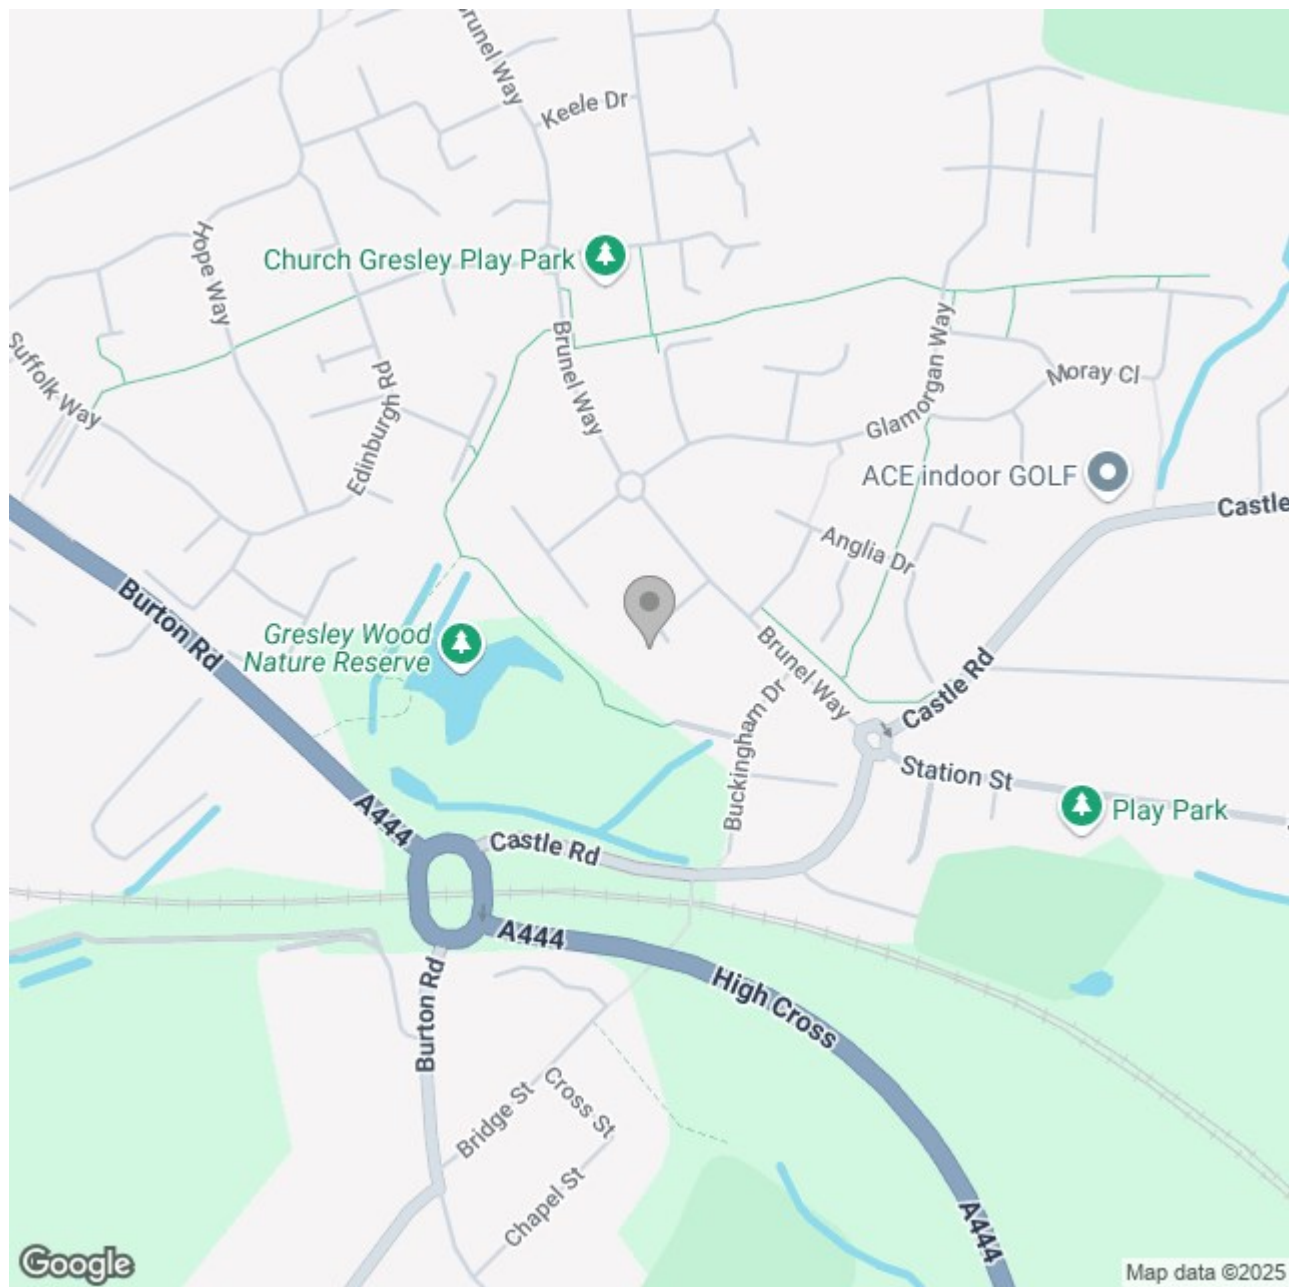 Brunel Way
Keele Dr
Hope Way
Church Gresley Play Park
Suffolk Way
Edinburgh Rd
Brunel Way
Glamorgan Way
Moray Cl
ACE indoor GOLF
Castle
Anglia Dr
Burton Rd
Gresley Wood
Nature Reserve
Brunel Way
Castle Rd
Buckingham Dr
Station St
Play Park
A444
Castle Rd
A444
High Cross
Burton Rd
Bridge St
Cross St
Chapel St
A444
Google
Map data ©2025